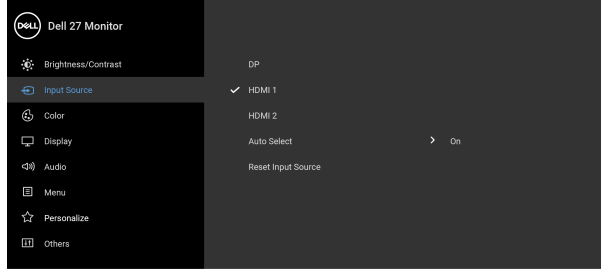 DELL Dell 27 Monitor
Brightness/Contrast
Input Source
Color
Display
Audio
Menu
Personalize
Others
DP
HDMI 1
HDMI 2
Auto Select On
Reset Input Source